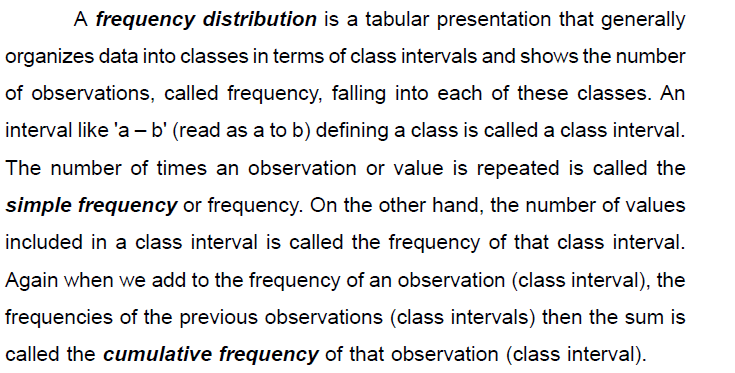 A frequency distribution is a tabular presentation that generally
organizes data into classes in terms of class intervals and shows the number
of observations, called frequency, falling into each of these classes. An
interval like 'a – b' (read as a to b) defining a class is called a class interval.
The number of times an observation or value is repeated is called the
simple frequency or frequency. On the other hand, the number of values
included in a class interval is called the frequency of that class interval.
Again when we add to the frequency of an observation (class interval), the
frequencies of the previous observations (class intervals) then the sum is
called the cumulative frequency of that observation (class interval).